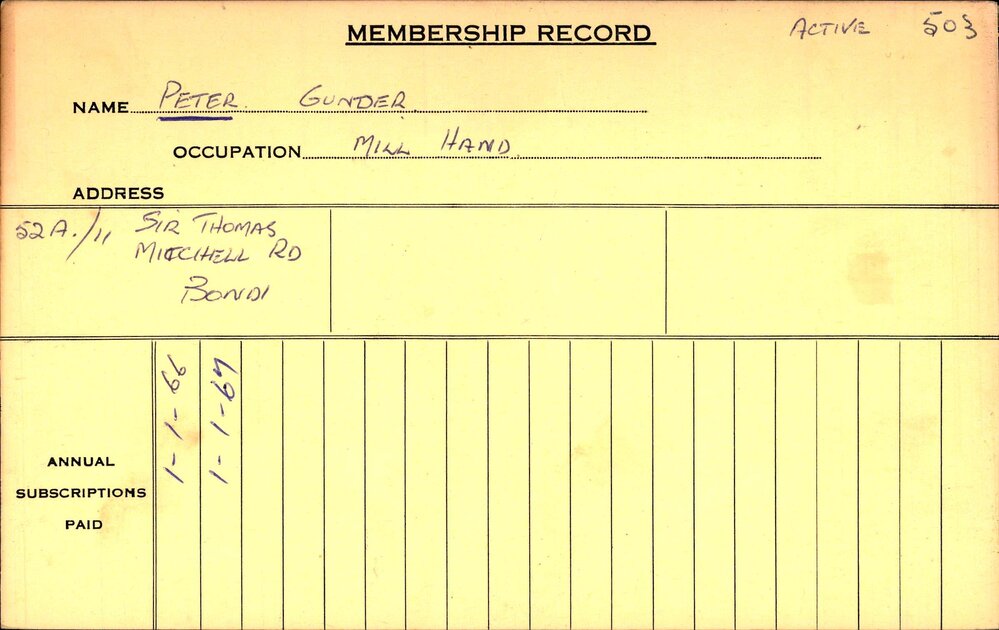 MEMBERSHIP RECORD
ACTIVE 503
NAME PETER GUNDER
OCCUPATION MILL HAND
ADDRESS
52A./11 SIR THOMAS
MITCHELL RD
BONDI
1-1-66
1-1-67
ANNUAL
SUBSCRIPTIONS
PAID